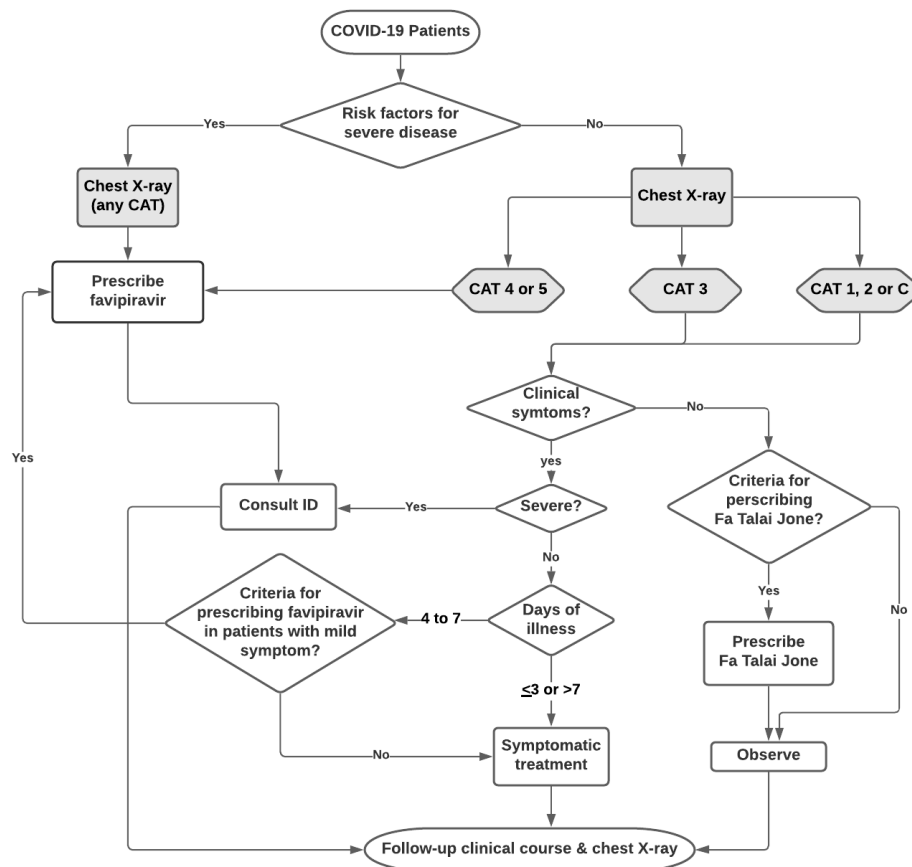 COVID-19 Patients
Risk factors for
severe disease
Yes
No
Chest X-ray
(any CAT)
Chest X-ray
Prescribe
favipiravir
CAT 4 or 5
CAT 3
CAT 1, 2 or C
Clinical
symtoms?
No
Yes
yes
Criteria for
perscribing
Fa Talai Jone?
Consult ID
Yes
Severe?
No
Criteria for
prescribing favipiravir
in patients with mild
symptom?
4 to 7
Days of
illness
Yes
No
Prescribe
Fa Talai Jone
≤3 or >7
No
Symptomatic
treatment
Observe
Follow-up clinical course & chest X-ray